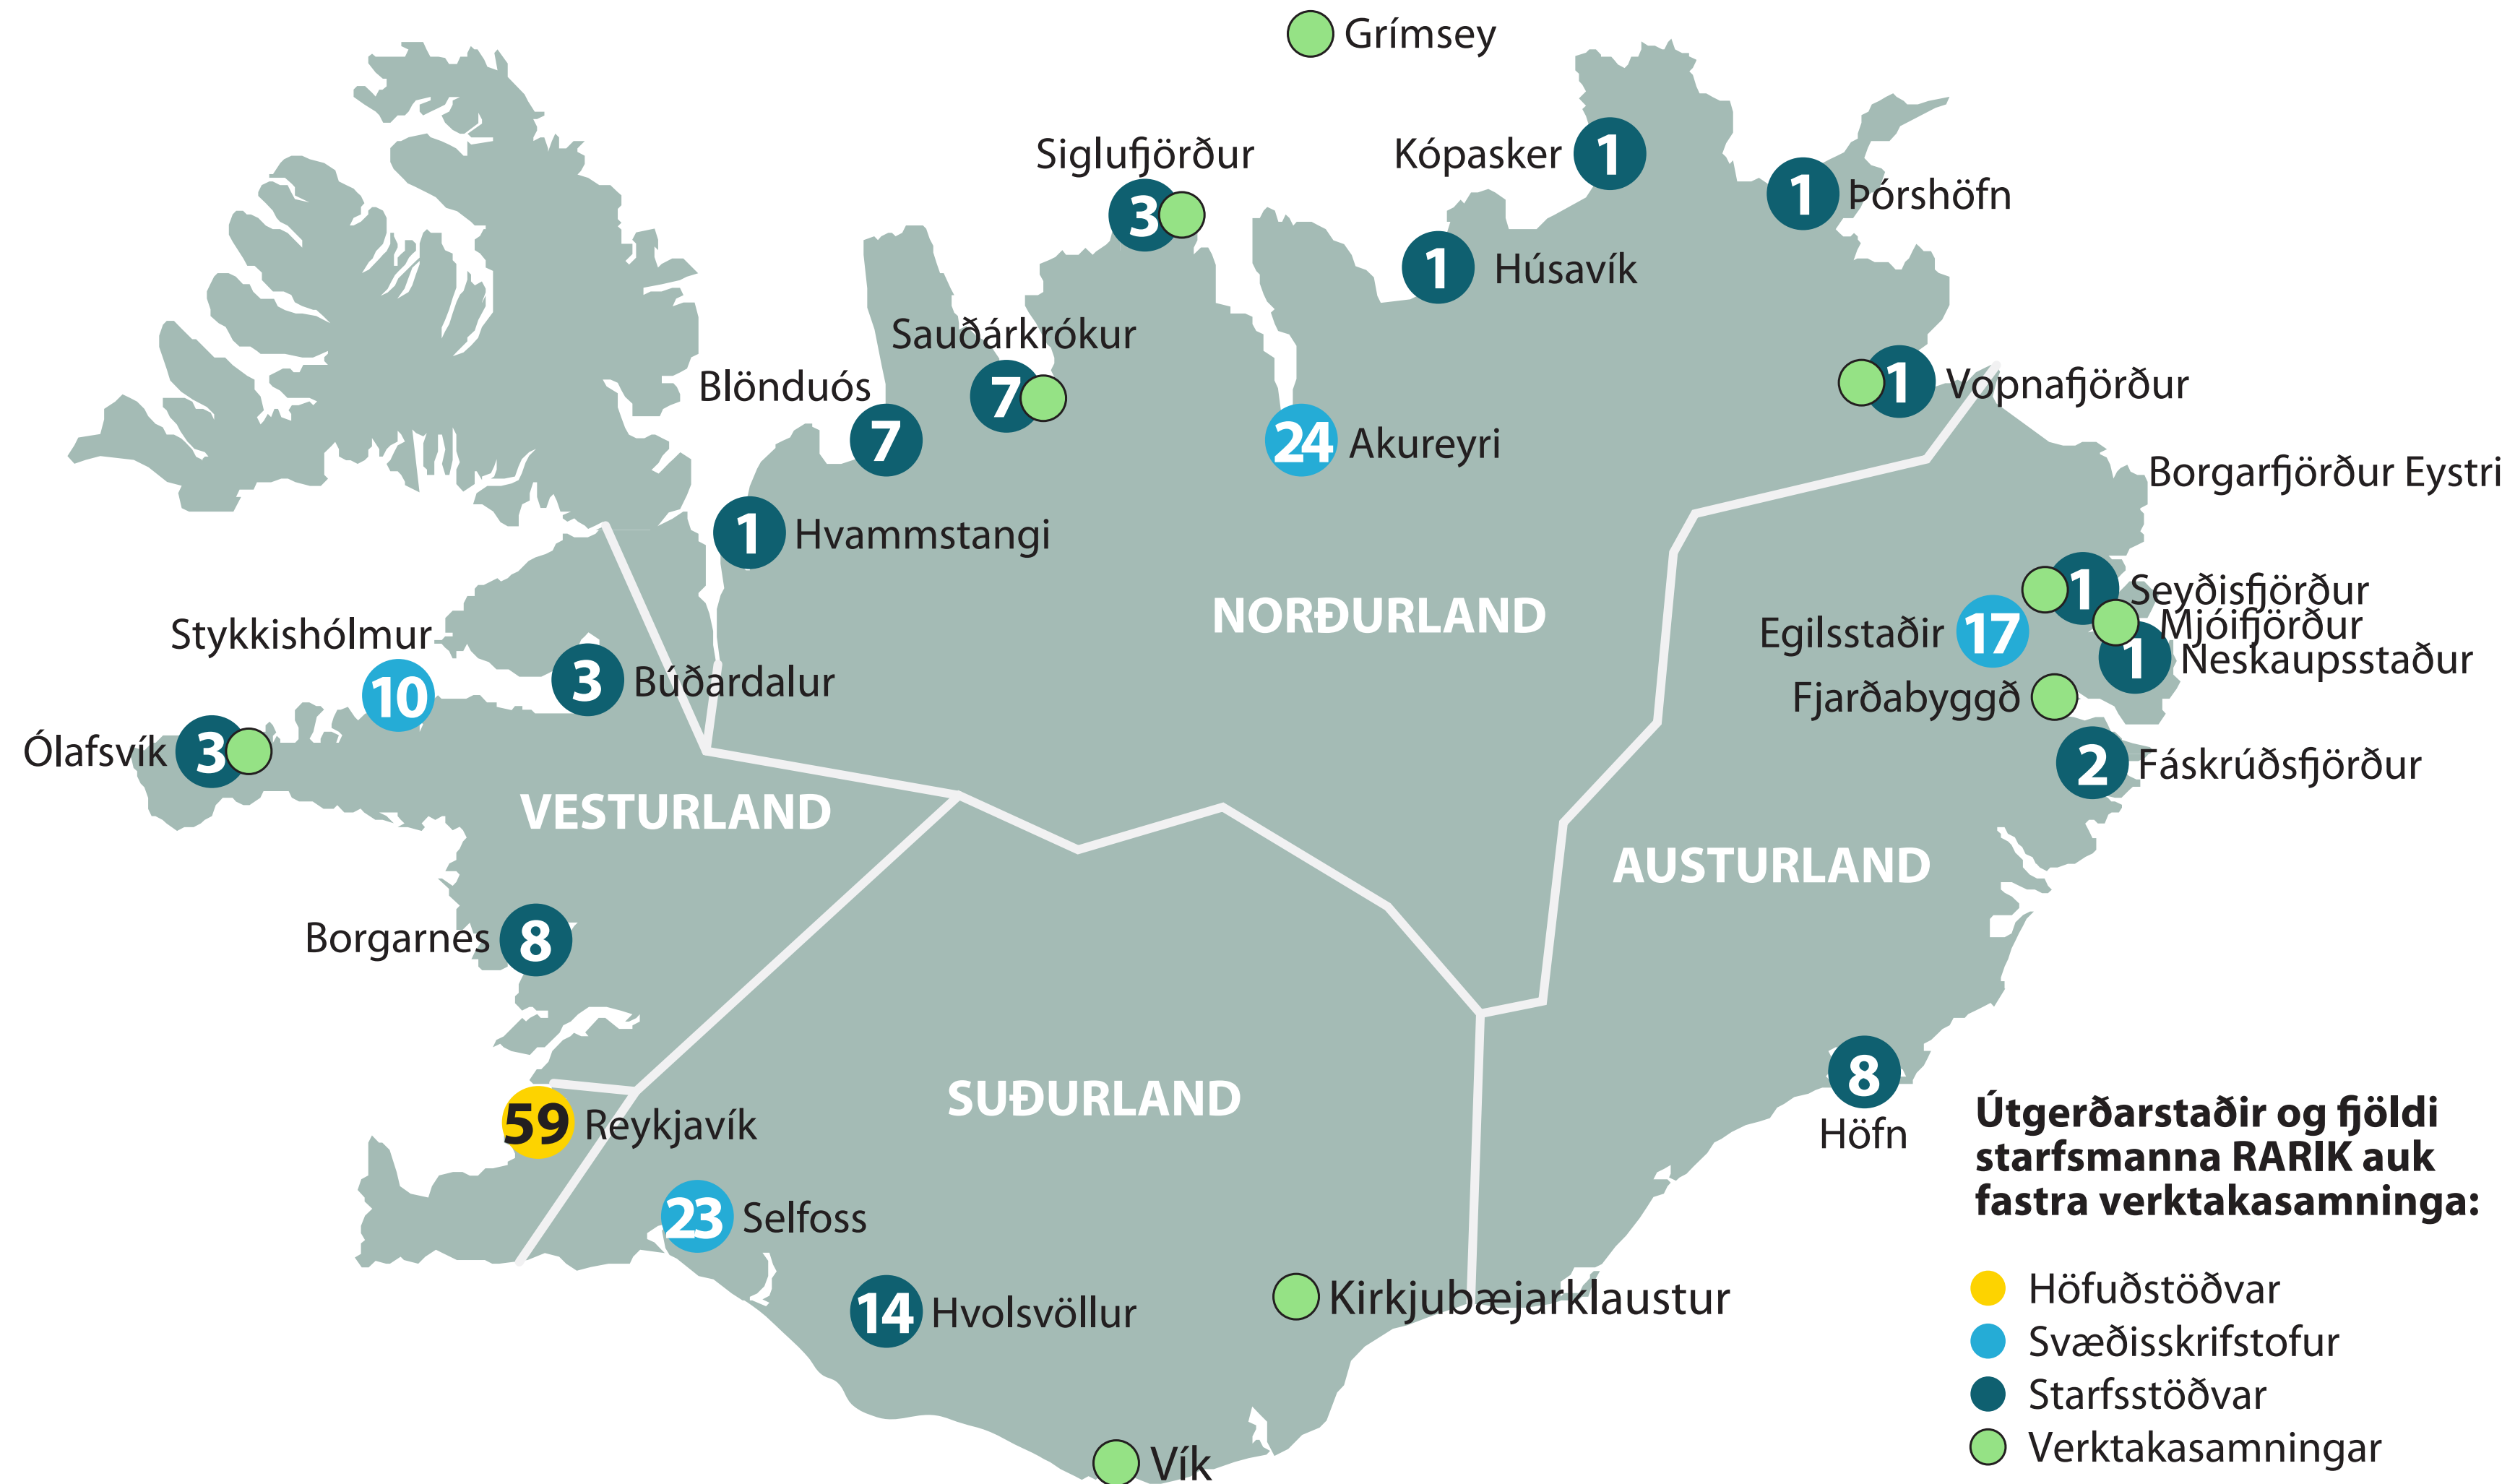 Grímsey
Siglufjörður
3
Kópasker
1
1
Þórshöfn
1
Húsavík
Sauðárkrókur
7
Blönduós
7
24
Akureyri
1
Vopnafjörður
Borgarfjörður Eystri
1
Hvammstangi
NORÐURLAND
1
Seyðisfjörður
Mjóifjörður
Egilsstaðir
17
1
Neskaupsstaður
Fjarðabyggð
2
Fáskrúðsfjörður
Stykkishólmur
10
3
Búðardalur
Ólafsvík
3
VESTURLAND
AUSTURLAND
Borgarnes
8
SUÐURLAND
8
Höfn
59
Reykjavík
23
Selfoss
14
Hvolsvöllur
Kirkjubæjarklaustur
Vík
Útgerðarstaðir og fjöldi
starfsmanna RARIK auk
fastra verktakasamninga:
Höfuðstöðvar
Svæðisskrifstofur
Starfsstöðvar
Verktakasamningar